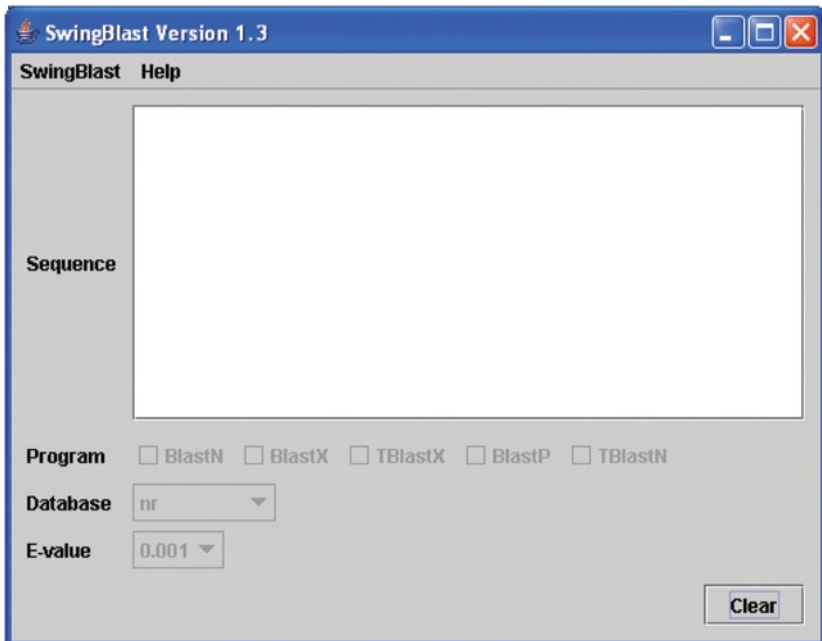 SwingBlast Version 1.3
SwingBlast Help
Sequence
Program BlastN BlastX TBlastX BlastP TBlastN
Database nr
E-value 0.001
Clear